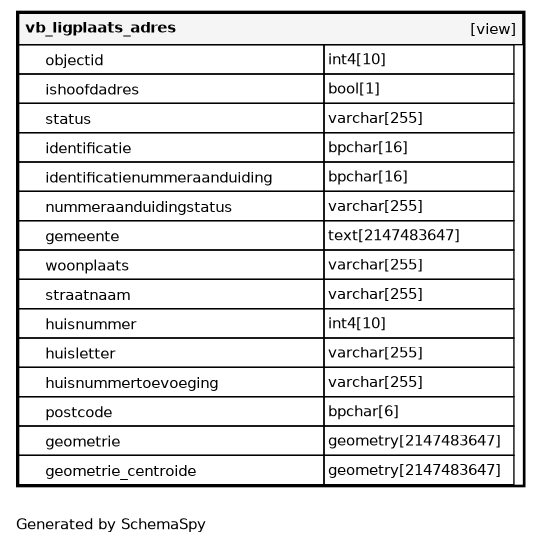 vb_ligplaats_adres [view]
objectid int4[10]
ishoofdadres bool[1]
status varchar[255]
identificatie bpchar[16]
identificatienummeraanduiding bpchar[16]
nummeraanduidingstatus varchar[255]
gemeente text[2147483647]
woonplaats varchar[255]
straatnaam varchar[255]
huisnummer int4[10]
huisletter varchar[255]
huisnummertoevoeging varchar[255]
postcode bpchar[6]
geometrie geometry[2147483647]
geometrie_centroide geometry[2147483647]
Generated by SchemaSpy